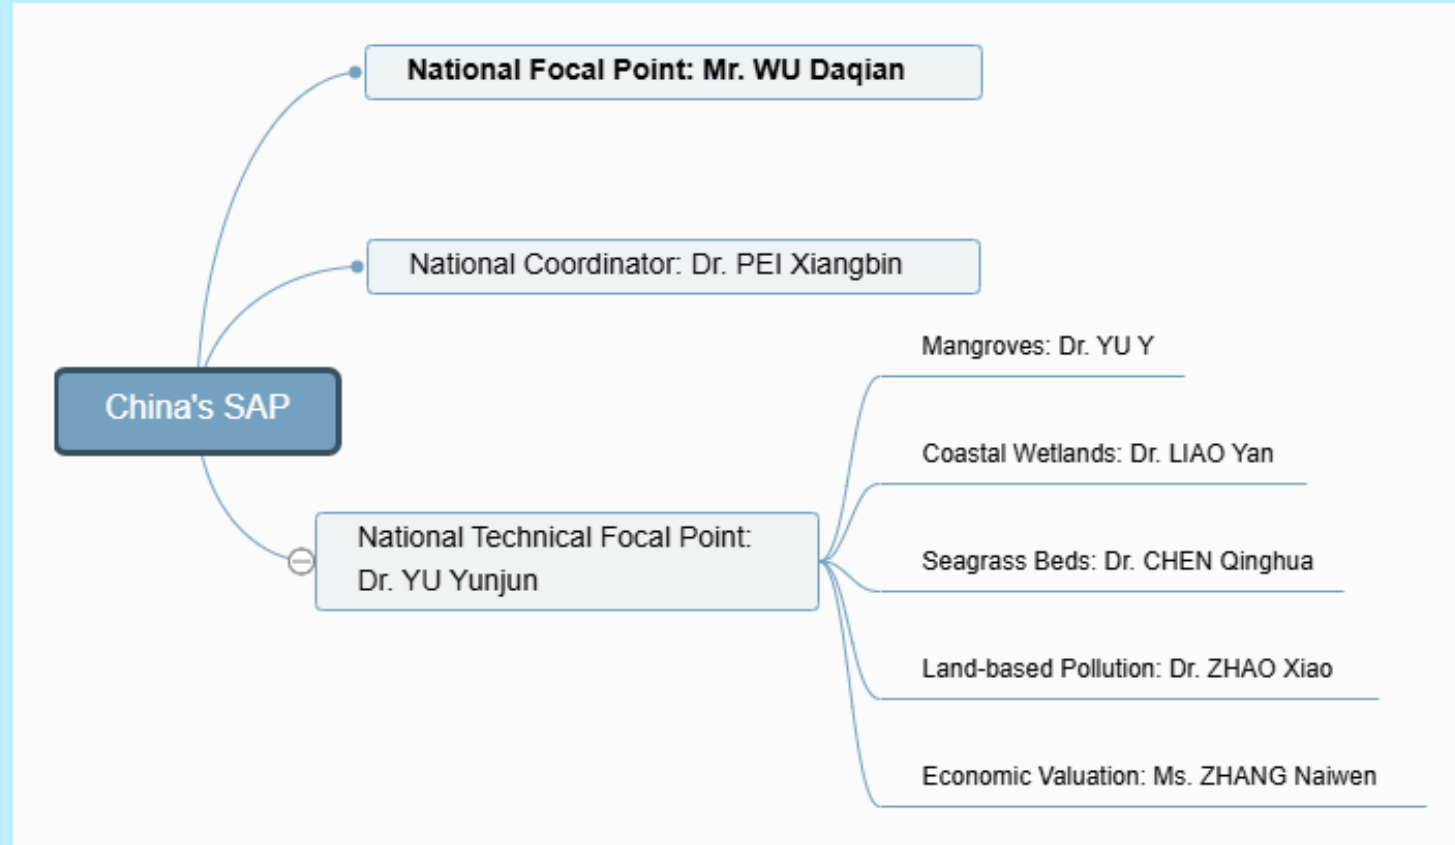 National Focal Point: Mr. WU Daqian
National Coordinator: Dr. PEI Xiangbin
China's SAP
National Technical Focal Point:
Dr. YU Yunjun
Mangroves: Dr. YU Y
Coastal Wetlands: Dr. LIAO Yan
Seagrass Beds: Dr. CHEN Qinghua
Land-based Pollution: Dr. ZHAO Xiao
Economic Valuation: Ms. ZHANG Naiwen